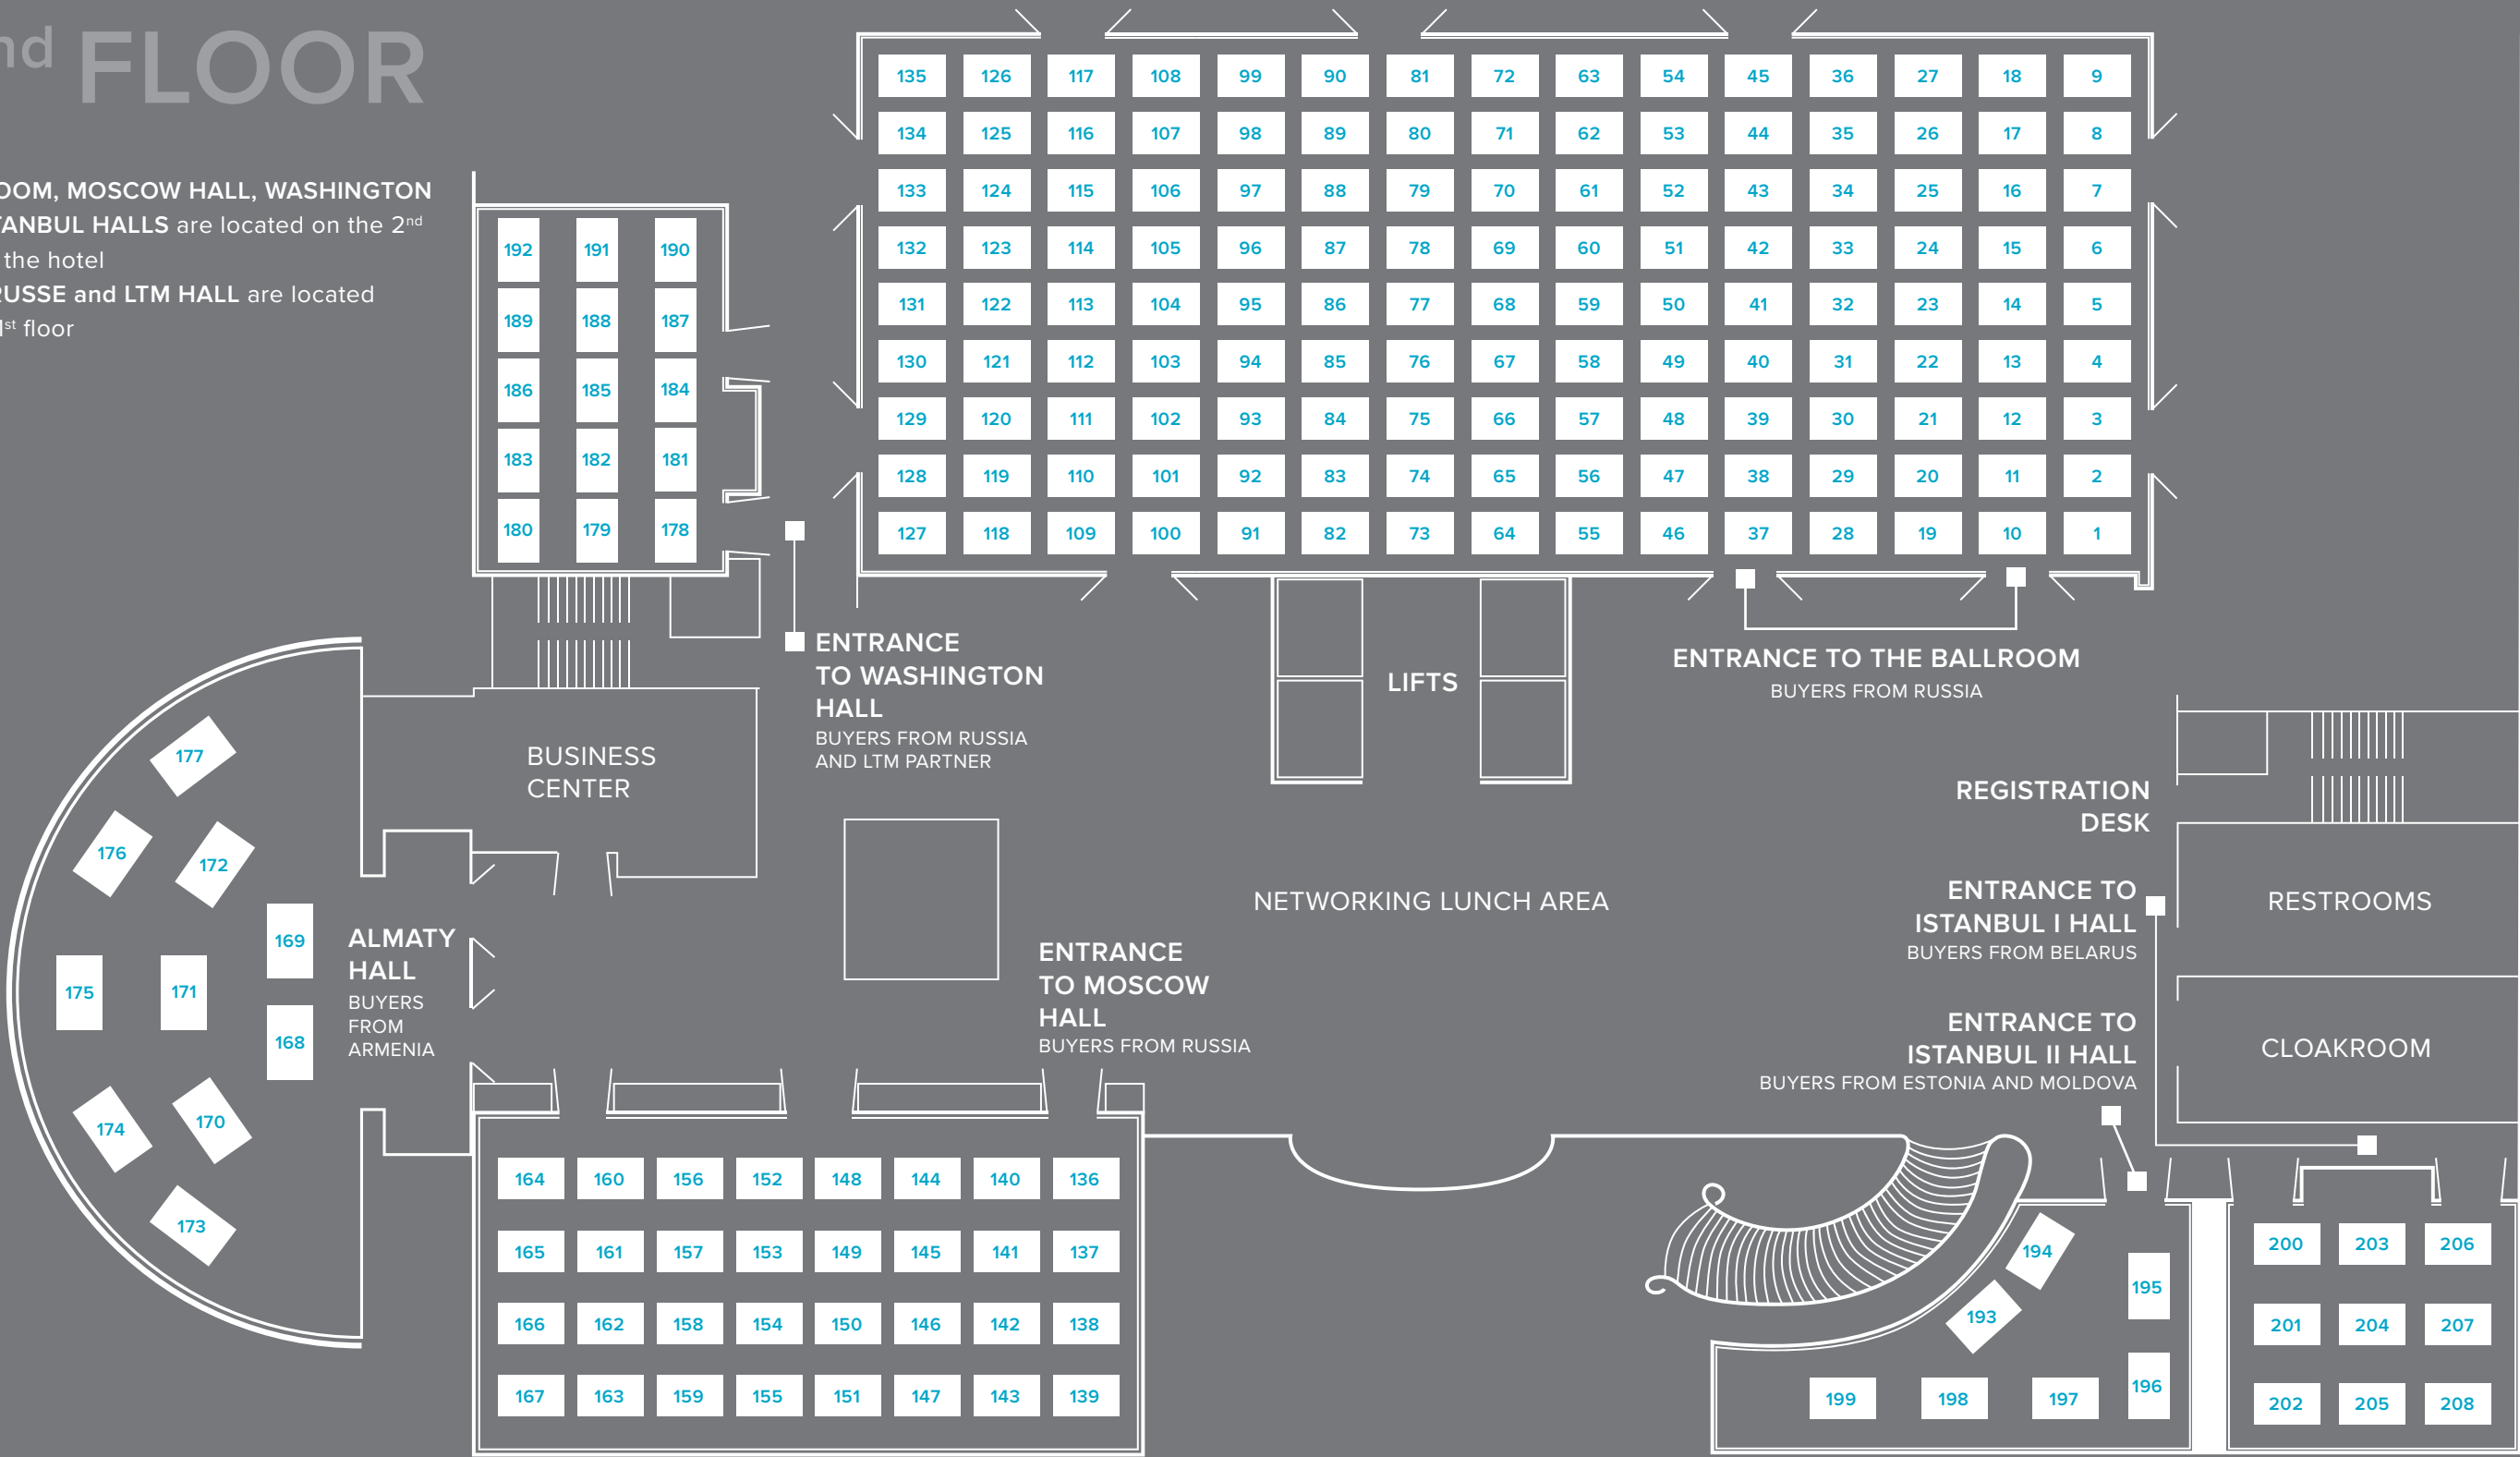 nd FLOOR
OOM, MOSCOW HALL, WASHINGTON
TANBUL HALLS are located on the 2nd
the hotel
RUSSE and LTM HALL are located
1st floor
135 126 117 108 99 90 81 72 63 54 45 36 27 18 9
134 125 116 107 98 89 80 71 62 53 44 35 26 17 8
133 124 115 106 97 88 79 70 61 52 43 34 25 16 7
132 123 114 105 96 87 78 69 60 51 42 33 24 15 6
131 122 113 104 95 86 77 68 59 50 41 32 23 14 5
130 121 112 103 94 85 76 67 58 49 40 31 22 13 4
129 120 111 102 93 84 75 66 57 48 39 30 21 12 3
128 119 110 101 92 83 74 65 56 47 38 29 20 11 2
127 118 109 100 91 82 73 64 55 46 37 28 19 10 1
192 191 190
189 188 187
186 185 184
183 182 181
180 179 178
ENTRANCE
TO WASHINGTON
HALL
BUYERS FROM RUSSIA
AND LTM PARTNER
LIFTS
ENTRANCE TO THE BALLROOM
BUYERS FROM RUSSIA
BUSINESS
CENTER
177
176
172
169
175
171
168
174
170
173
ALMATY
HALL
BUYERS
FROM
ARMENIA
NETWORKING LUNCH AREA
ENTRANCE
TO MOSCOW
HALL
BUYERS FROM RUSSIA
REGISTRATION
DESK
ENTRANCE TO
ISTANBUL I HALL
BUYERS FROM BELARUS
RESTROOMS
ENTRANCE TO
ISTANBUL II HALL
BUYERS FROM ESTONIA AND MOLDOVA
CLOAKROOM
164 160 156 152 148 144 140 136
165 161 157 153 149 145 141 137
166 162 158 154 150 146 142 138
167 163 159 155 151 147 143 139
194
193
195
196
199 198 197
200 203 206
201 204 207
202 205 208